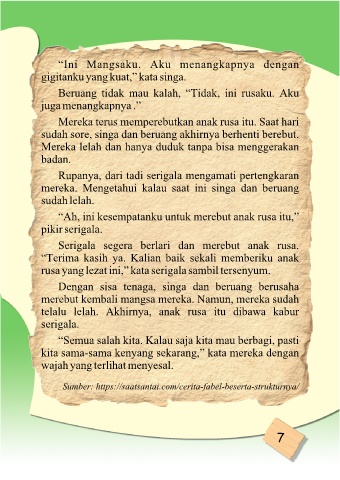 “Ini Mangsaku. Aku menangkapnya dengan
gigitanku yang kuat,” kata singa.
Beruang tidak mau kalah, “Tidak, ini rusaku. Aku
juga menangkapnya .”
Mereka terus memperebutkan anak rusa itu. Saat hari
sudah sore, singa dan beruang akhirnya berhenti berebut.
Mereka lelah dan hanya duduk tanpa bisa menggerakan
badan.
Rupanya, dari tadi serigala mengamati pertengkaran
mereka. Mengetahui kalau saat ini singa dan beruang
sudah lelah.
“Ah, ini kesempatanku untuk merebut anak rusa itu,”
pikir serigala.
Serigala segera berlari dan merebut anak rusa.
“Terima kasih ya. Kalian baik sekali memberiku anak
rusa yang lezat ini,” kata serigala sambil tersenyum.
Dengan sisa tenaga, singa dan beruang berusaha
merebut kembali mangsa mereka. Namun, mereka sudah
telalu lelah. Akhirnya, anak rusa itu dibawa kabur
serigala.
“Semua salah kita. Kalau saja kita mau berbagi, pasti
kita sama-sama kenyang sekarang,” kata mereka dengan
wajah yang terlihat menyesal.
Sumber: https://saatsantai.com/cerita-fabel-beserta-strukturnya/
7